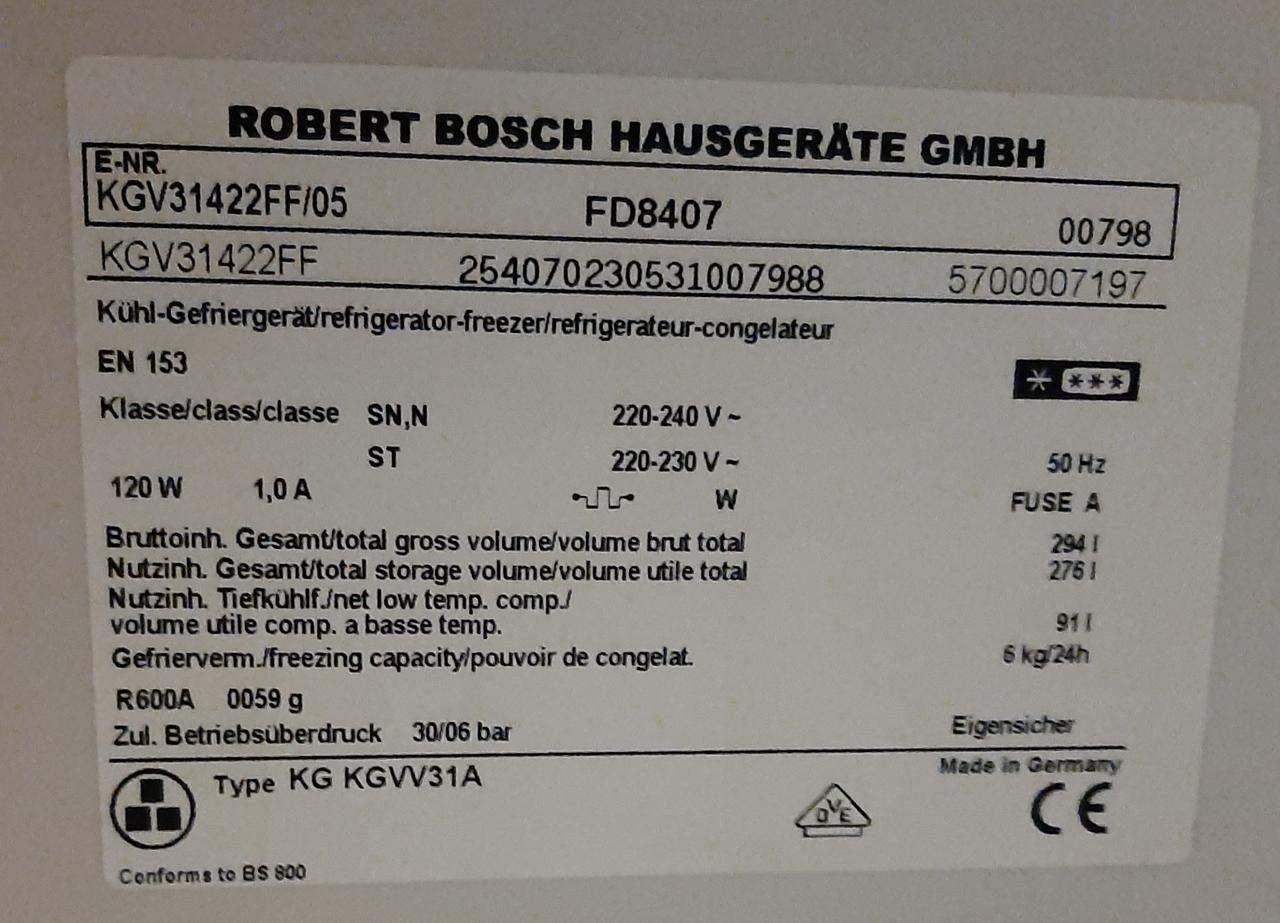 ROBERT BOSCH HAUSGERÄTE GMBH
E-NR.
KGV31422FF/05 FD8407 00798
KGV31422FF 254070230531007988 5700007197
Kühl-Gefriergerät/refrigerator-freezer/refrigerateur-congelateur
EN 153
Klasse/class/classe SN,N 220-240 V ~
ST 220-230 V ~ 50 Hz
120 W 1,0 A W FUSE A
Bruttoinh. Gesamt/total gross volume/volume brut total 294 l
Nutzinh. Gesamt/total storage volume/volume utile total 276 l
Nutzinh. Tiefkühlf./net low temp. comp./
volume utile comp. a basse temp. 91 l
Gefrierverm./freezing capacity/pouvoir de congelat. 6 kg/24h
R600A 0059 g
Zul. Betriebsüberdruck 30/06 bar Eigensicher
Made in Germany
Type KG KGVV31A
DVE CE
Conforms to BS 800